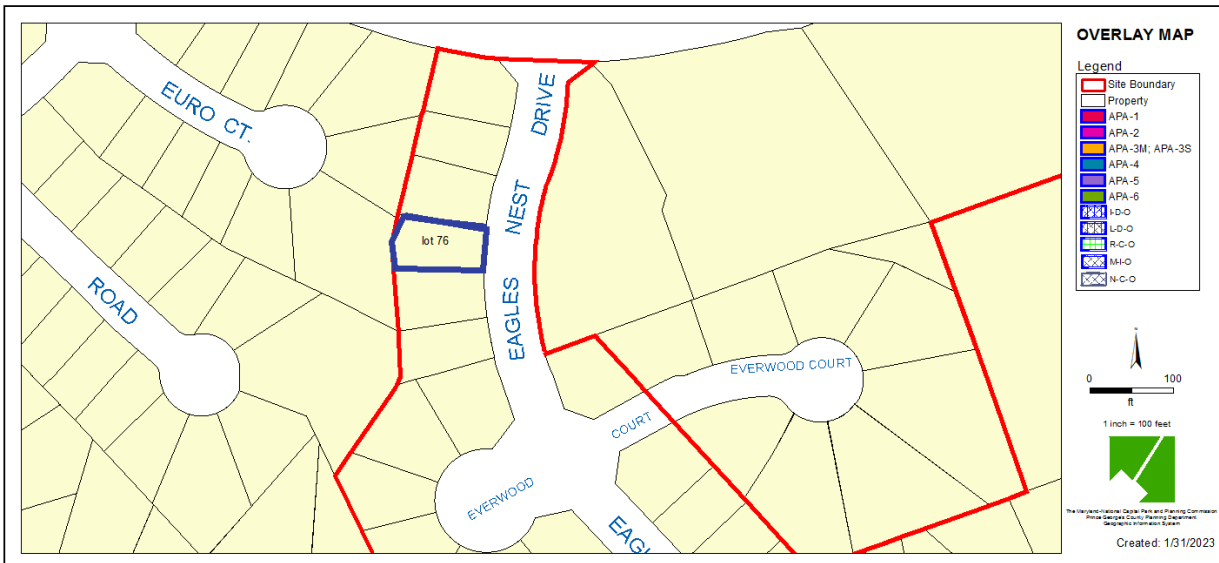 OVERLAY MAP
Legend
Site Boundary
Property
APA-1
APA-2
APA-3M; APA-3S
APA-4
APA-5
APA-6
I-D-O
L-D-O
R-C-O
M-I-O
N-C-O
N
0 100
ft
1 inch = 100 feet
The Maryland-National Capital Park and Planning Commission
Prince Georges County Planning Department
Geographic Information System
Created: 1/31/2023
EURO CT.
ROAD
EAGLES NEST DRIVE
lot 76
EVERWOOD COURT
COURT
EVERWOOD
EAGL